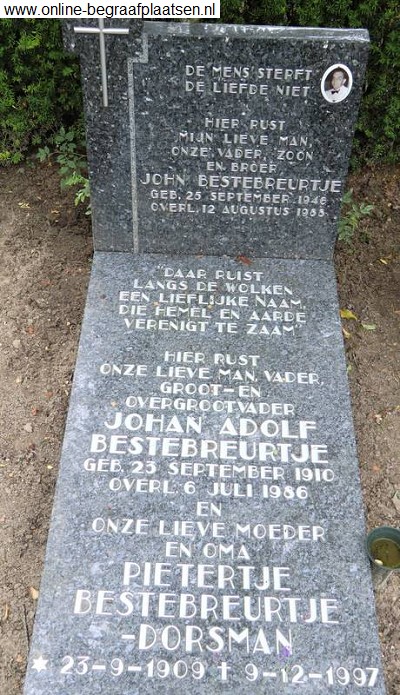 www.online-begraafplaatsen.nl
DE MENS STERFT
DE LIEFDE NIET
HIER RUST
MIJN LIEVE MAN,
ONZE VADER, ZOON
EN BROER
JOHN BESTEBREURTJE
GEB. 25 SEPTEMBER 1946
OVERL. 12 AUGUSTUS 1985
"DAAR RUIST
LANGS DE WOLKEN
EEN LIEFLIJKE NAAM,
DIE HEMEL EN AARDE
VERENIGT TE ZAAM"
HIER RUST
ONZE LIEVE MAN, VADER,
GROOT- EN
OVERGROOTVADER
JOHAN ADOLF
BESTEBREURTJE
GEB. 23 SEPTEMBER 1910
OVERL. 6 JULI 1986
EN
ONZE LIEVE MOEDER
EN OMA
PIETERTJE
BESTEBREURTJE
-DORSMAN
* 23-9-1909 † 9-12-1997